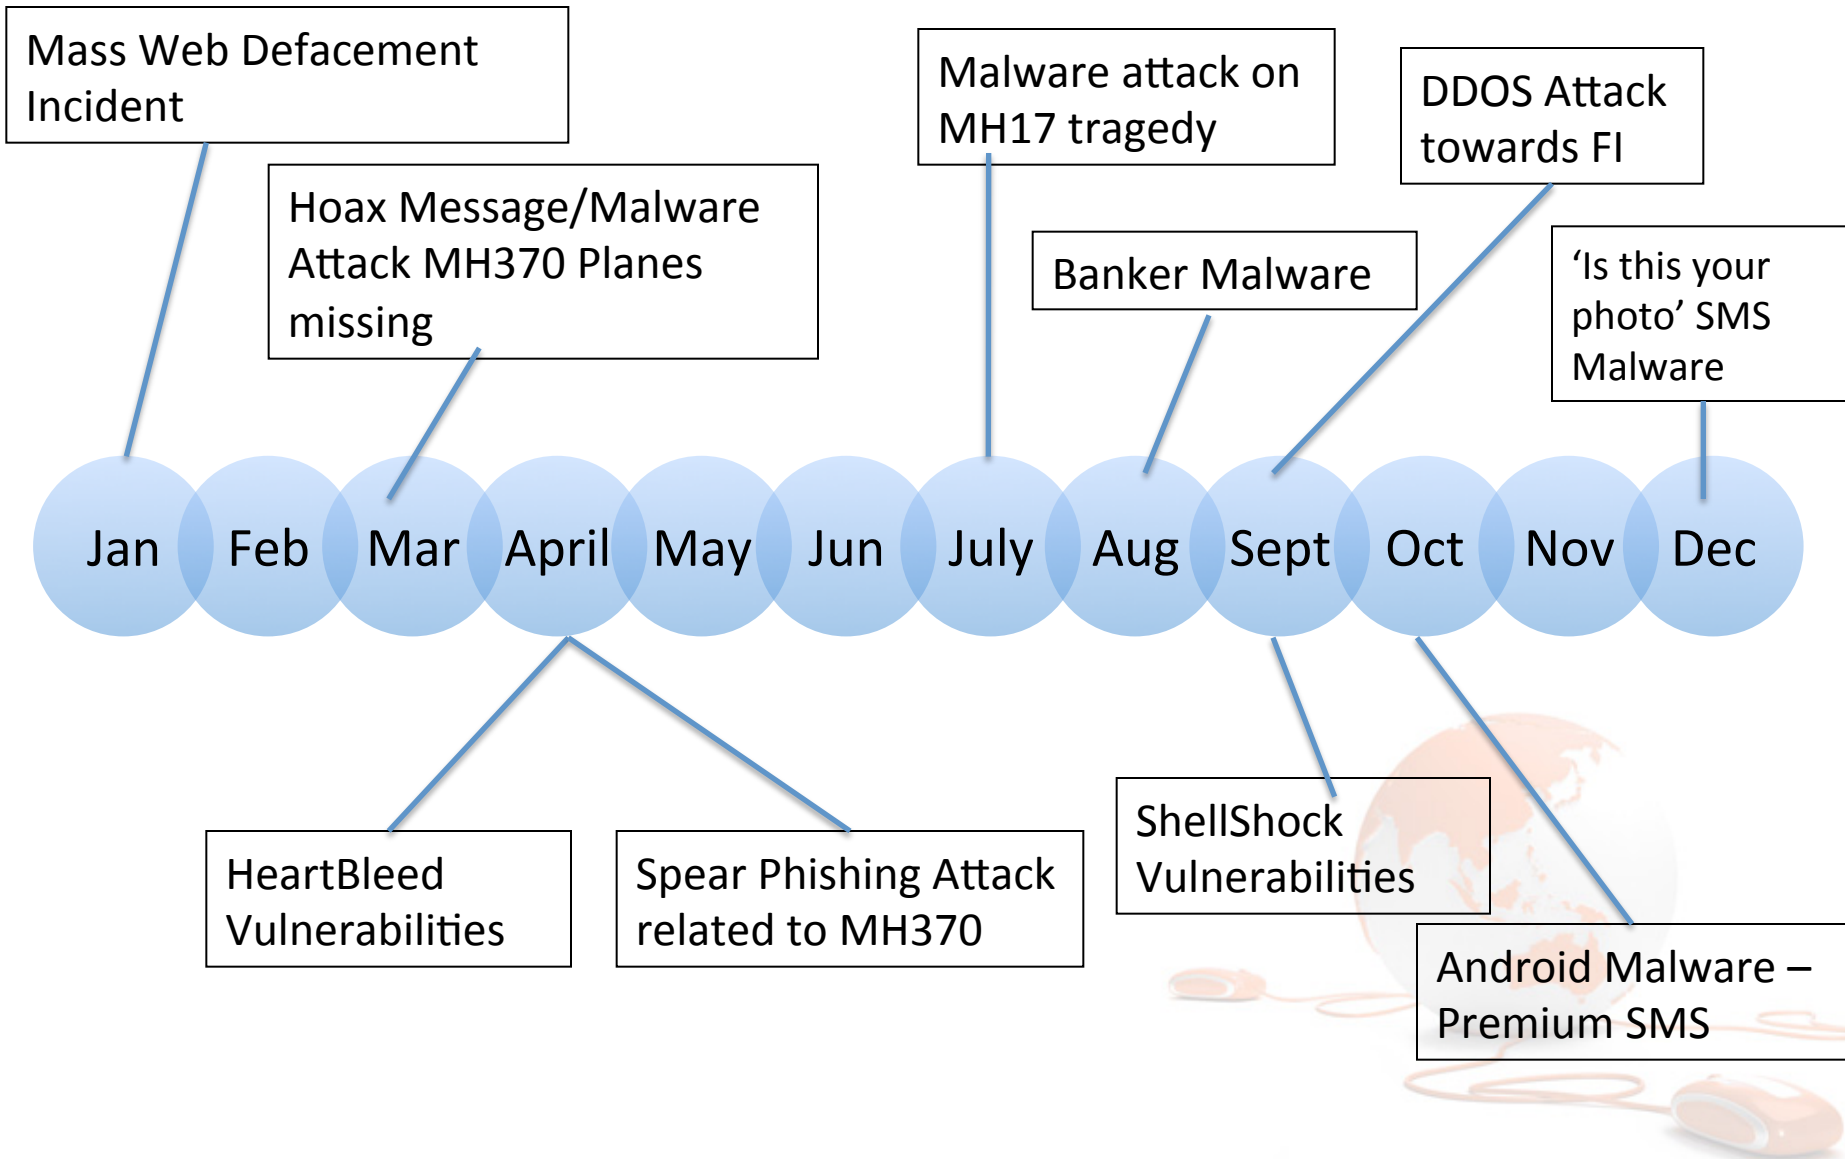 Mass Web Defacement
Incident
Hoax Message/Malware
Attack MH370 Planes
missing
Malware attack on
MH17 tragedy
Banker Malware
DDOS Attack
towards FI
‘Is this your
photo’ SMS
Malware
Jan Feb Mar April May Jun July Aug Sept Oct Nov Dec
HeartBleed
Vulnerabilities
Spear Phishing Attack
related to MH370
ShellShock
Vulnerabilities
Android Malware –
Premium SMS